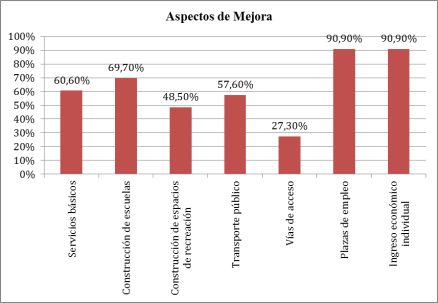 Aspectos de Mejora
100%
90%
80%
70%
60%
50%
40%
30%
20%
10%
0%
60,60%
69,70%
48,50%
57,60%
27,30%
90,90%
90,90%
Servicios básicos
Construcción de escuelas
Construcción de espacios
de recreación
Transporte público
Vías de acceso
Plazas de empleo
Ingreso económico
individual